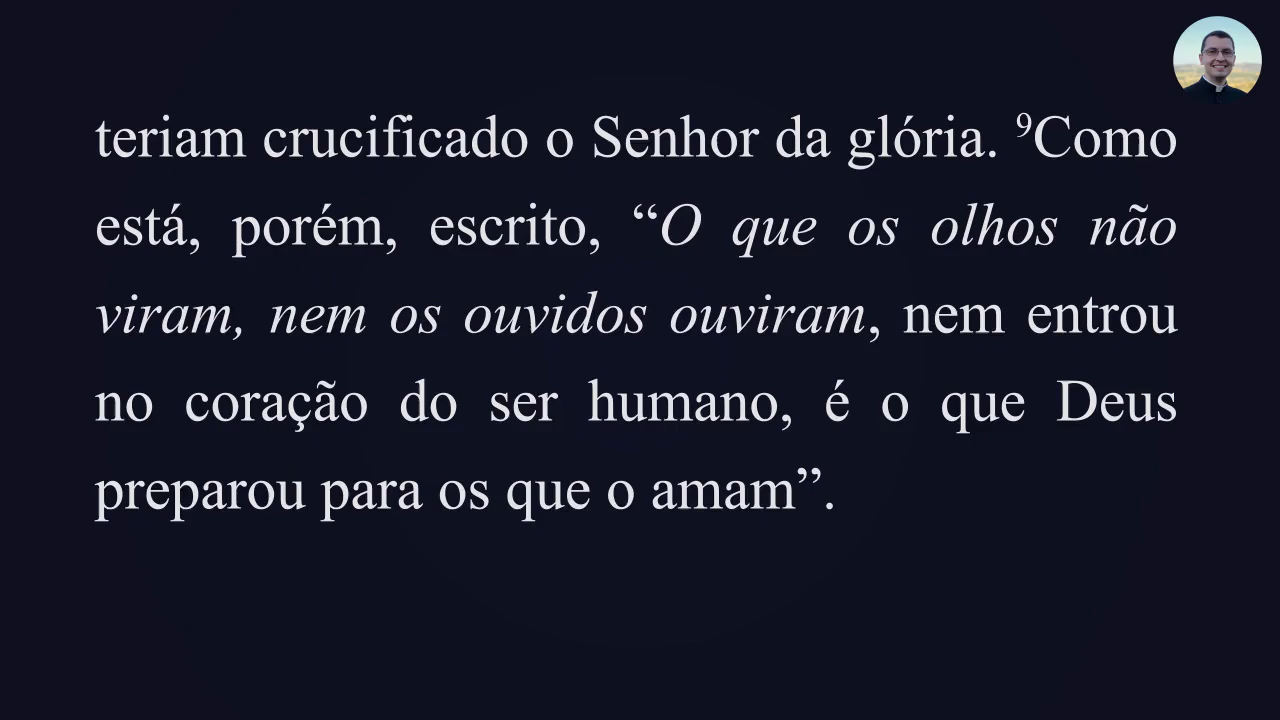 teriam crucificado o Senhor da glória. ⁹Como
está, porém, escrito, “O que os olhos não
viram, nem os ouvidos ouviram, nem entrou
no coração do ser humano, é o que Deus
preparou para os que o amam”.